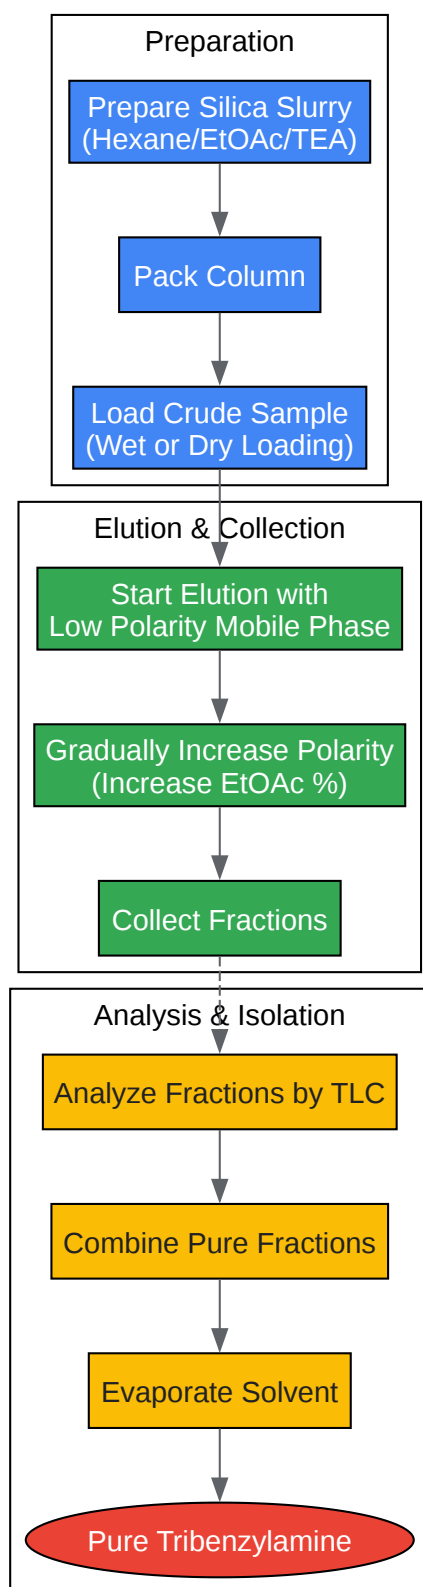 Preparation
Prepare Silica Slurry
(Hexane/EtOAc/TEA)
Pack Column
Load Crude Sample
(Wet or Dry Loading)
Elution & Collection
Start Elution with
Low Polarity Mobile Phase
Gradually Increase Polarity
(Increase EtOAc %)
Collect Fractions
Analysis & Isolation
Analyze Fractions by TLC
Combine Pure Fractions
Evaporate Solvent
Pure Tribenzylamine